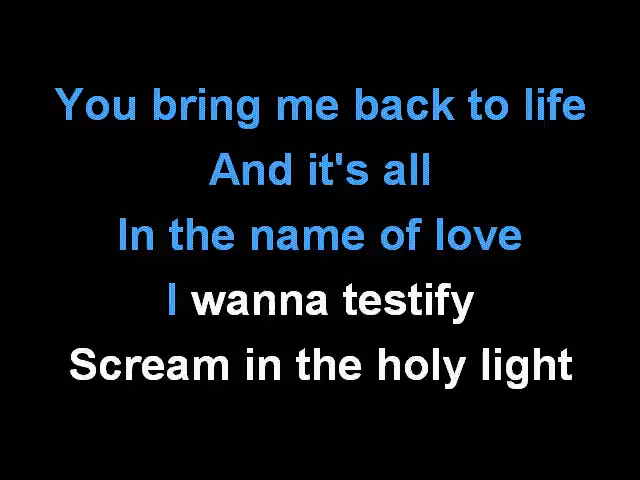 You bring me back to life
And it's all
In the name of love
I wanna testify
Scream in the holy light